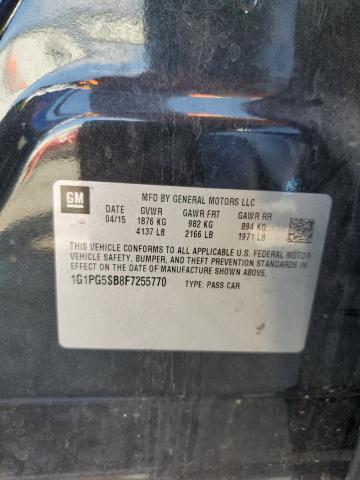 GM
MFD BY GENERAL MOTORS LLC
DATE GVWR GAWR FRT GAWR RR
04/15 1876 KG 982 KG 894 KG
4137 LB 2166 LB 1971 LB
THIS VEHICLE CONFORMS TO ALL APPLICABLE U.S. FEDERAL MOTOR
VEHICLE SAFETY, BUMPER, AND THEFT PREVENTION STANDARDS
IN EFFECT ON THE DATE OF MANUFACTURE SHOWN ABOVE.
1G1PG5SB8F7255770 TYPE: PASS CAR